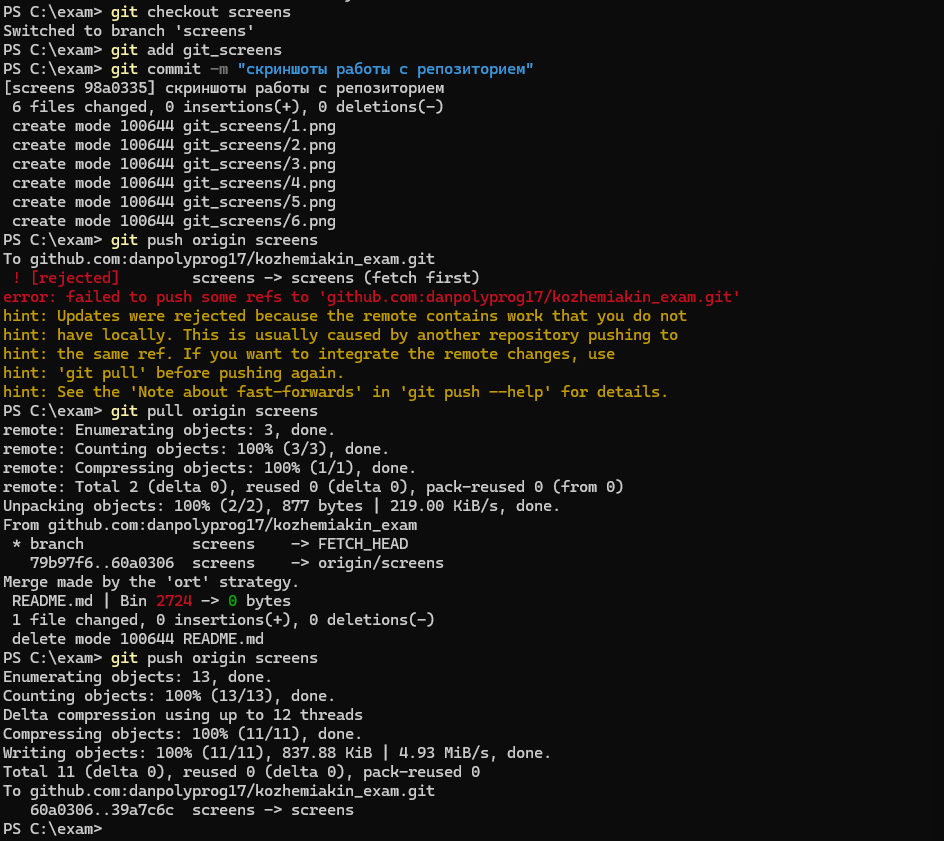 PS C:\exam> git checkout screens
Switched to branch 'screens'
PS C:\exam> git add git_screens
PS C:\exam> git commit -m "скриншоты работы с репозиторием"
[screens 98a0335] скриншоты работы с репозиторием
 6 files changed, 0 insertions(+), 0 deletions(-)
 create mode 100644 git_screens/1.png
 create mode 100644 git_screens/2.png
 create mode 100644 git_screens/3.png
 create mode 100644 git_screens/4.png
 create mode 100644 git_screens/5.png
 create mode 100644 git_screens/6.png
PS C:\exam> git push origin screens
To github.com:danpolyprog17/kozhemiakin_exam.git
 ! [rejected]        screens -> screens (fetch first)
error: failed to push some refs to 'github.com:danpolyprog17/kozhemiakin_exam.git'
hint: Updates were rejected because the remote contains work that you do not
hint: have locally. This is usually caused by another repository pushing to
hint: the same ref. If you want to integrate the remote changes, use
hint: 'git pull' before pushing again.
hint: See the 'Note about fast-forwards' in 'git push --help' for details.
PS C:\exam> git pull origin screens
remote: Enumerating objects: 3, done.
remote: Counting objects: 100% (3/3), done.
remote: Compressing objects: 100% (1/1), done.
remote: Total 2 (delta 0), reused 0 (delta 0), pack-reused 0 (from 0)
Unpacking objects: 100% (2/2), 877 bytes | 219.00 KiB/s, done.
From github.com:danpolyprog17/kozhemiakin_exam
 * branch            screens    -> FETCH_HEAD
   79b97f6..60a0306  screens    -> origin/screens
Merge made by the 'ort' strategy.
 README.md | Bin 2724 -> 0 bytes
 1 file changed, 0 insertions(+), 0 deletions(-)
 delete mode 100644 README.md
PS C:\exam> git push origin screens
Enumerating objects: 13, done.
Counting objects: 100% (13/13), done.
Delta compression using up to 12 threads
Compressing objects: 100% (11/11), done.
Writing objects: 100% (11/11), 837.88 KiB | 4.93 MiB/s, done.
Total 11 (delta 0), reused 0 (delta 0), pack-reused 0
To github.com:danpolyprog17/kozhemiakin_exam.git
   60a0306..39a7c6c  screens -> screens
PS C:\exam>